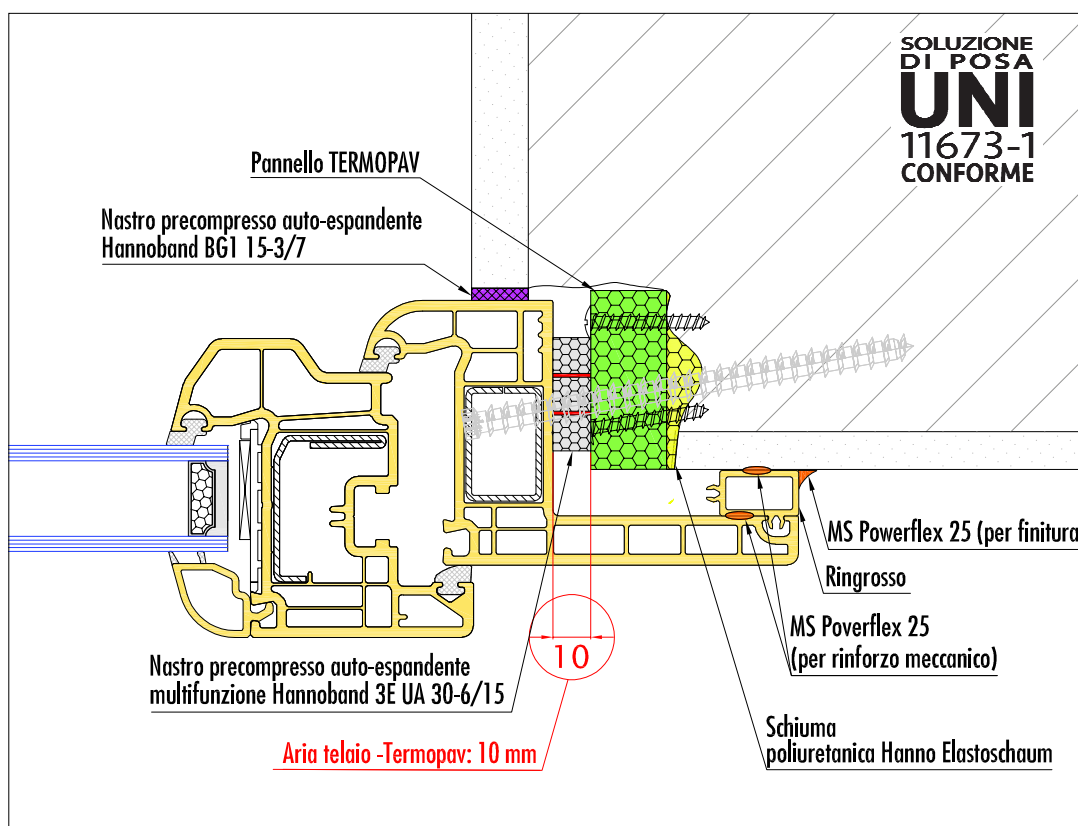 SOLUZIONE
DI POSA
UNI
11673-1
CONFORME
Pannello TERMOPAV
Nastro precompresso auto-espandente
Hannoband BG1 15-3/7
MS Powerflex 25 (per finitura
Ringrosso
MS Poverflex 25
(per rinforzo meccanico)
10
Nastro precompresso auto-espandente
multifunzione Hannoband 3E UA 30-6/15
Schiuma
poliuretanica Hanno Elastoschaum
Aria telaio -Termopav: 10 mm